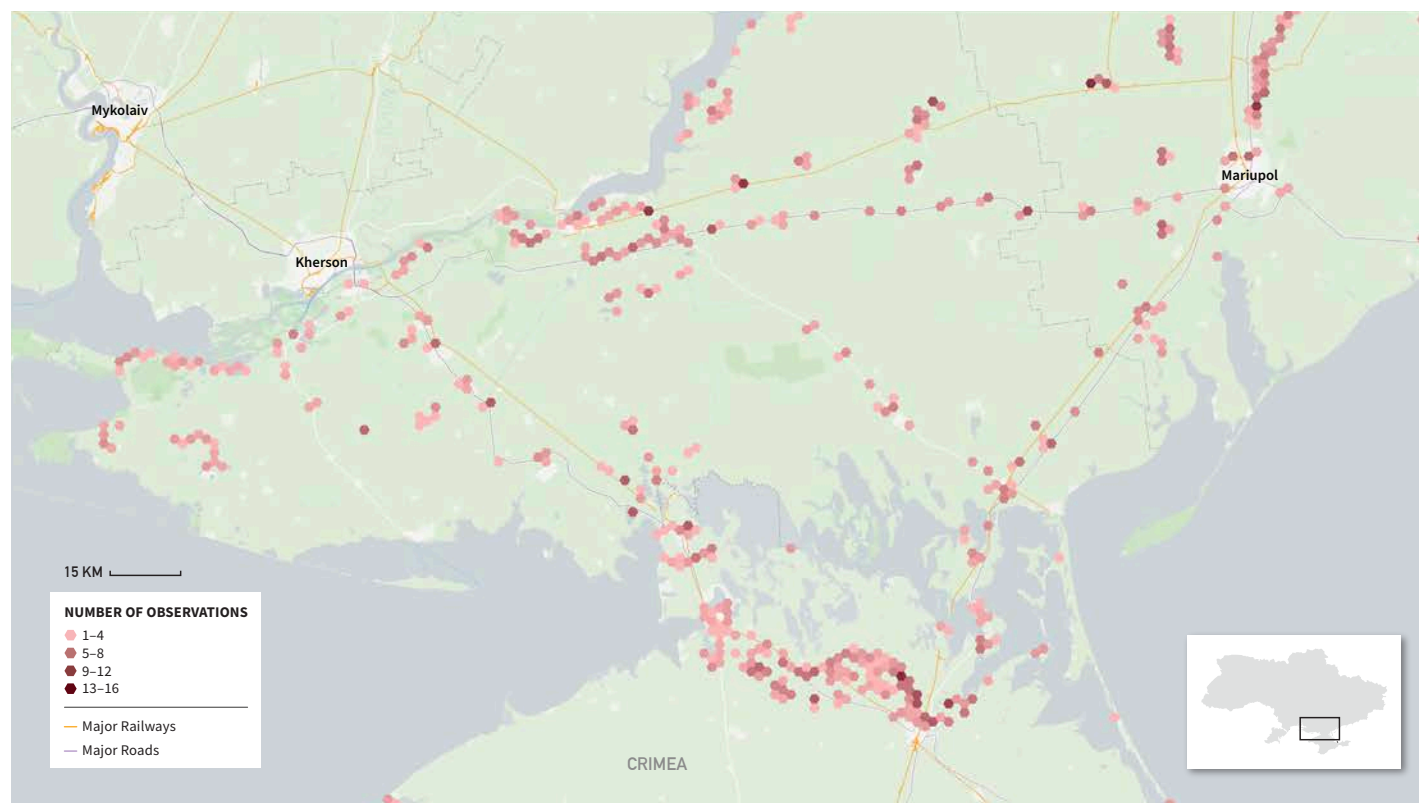 Mykolaiv
Mariupol
Kherson
15 KM
NUMBER OF OBSERVATIONS
1–4
5–8
9–12
13–16
Major Railways
Major Roads
CRIMEA